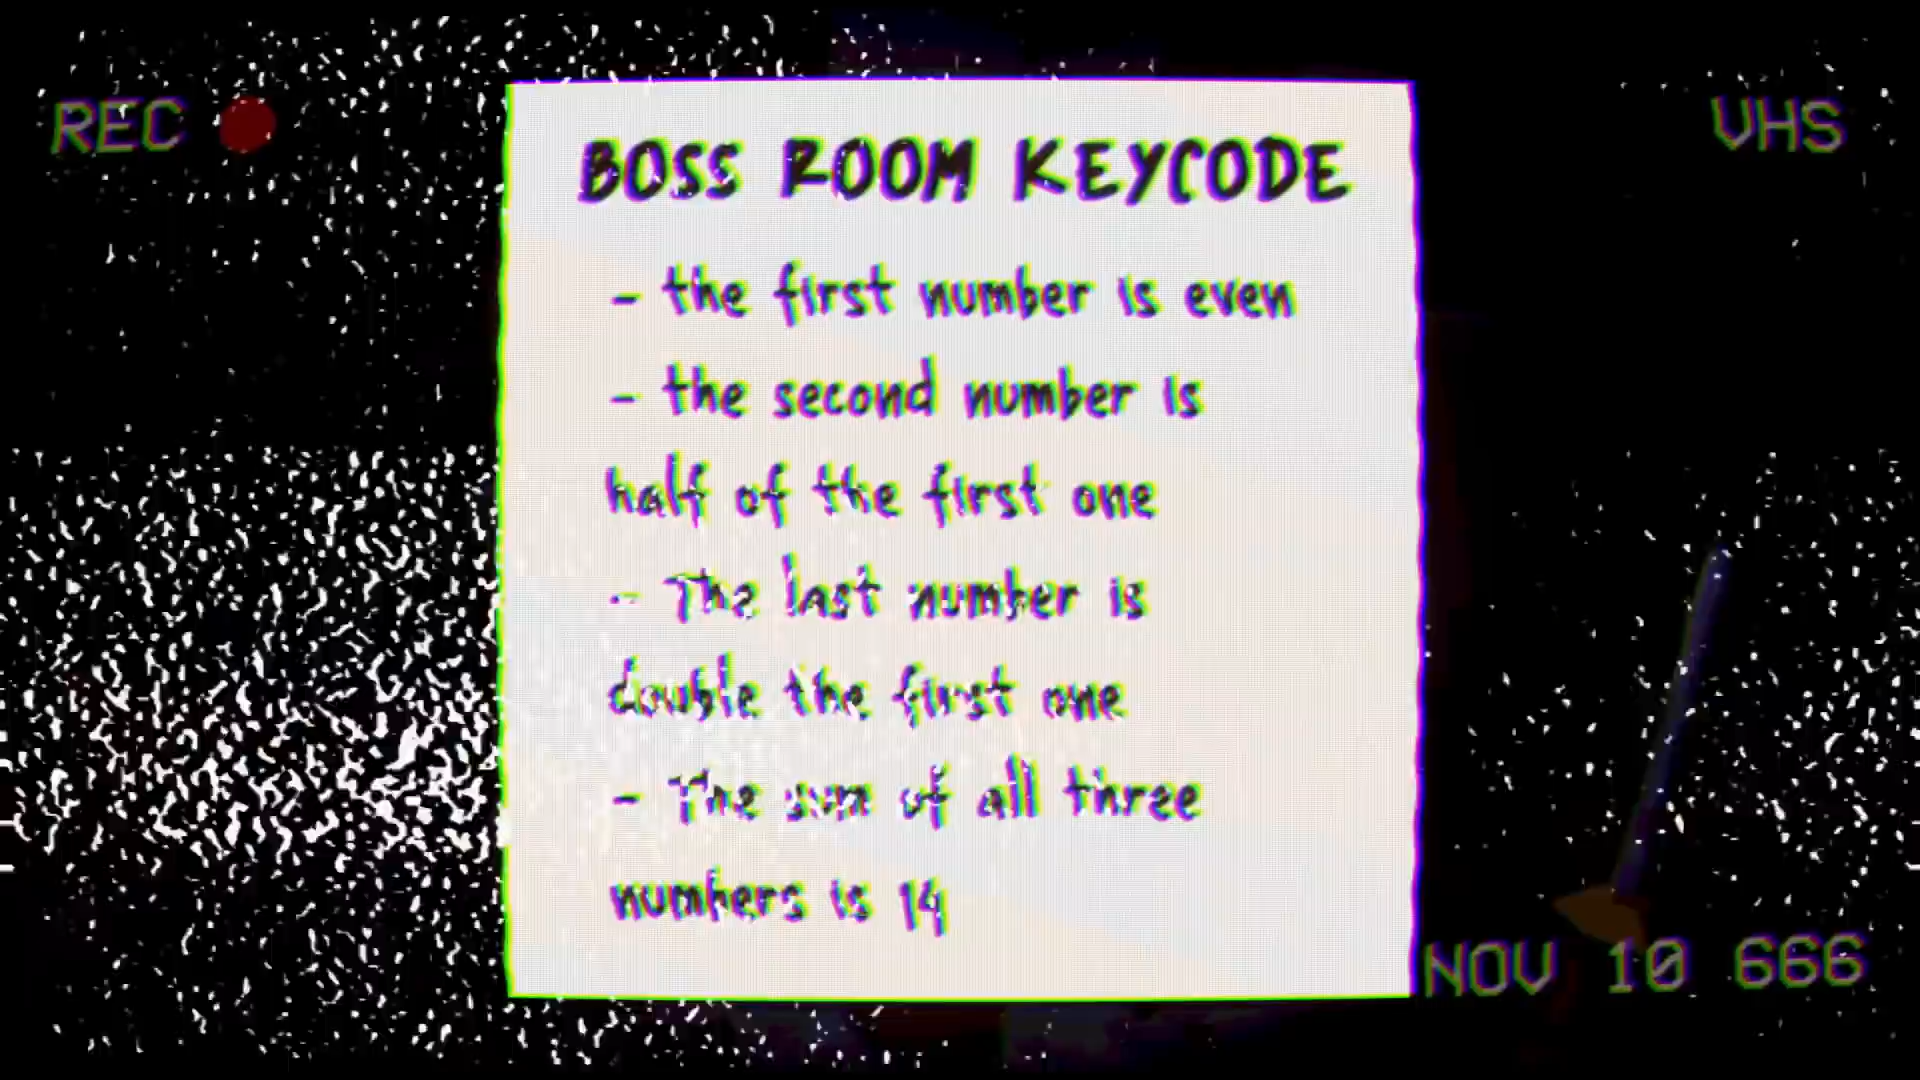 REC
VHS
BOSS ROOM KEYCODE
- the first number is even
- the second number is
half of the first one
- The last number is
double the first one
- The sum of all three
numbers is 14
NOV 10 666